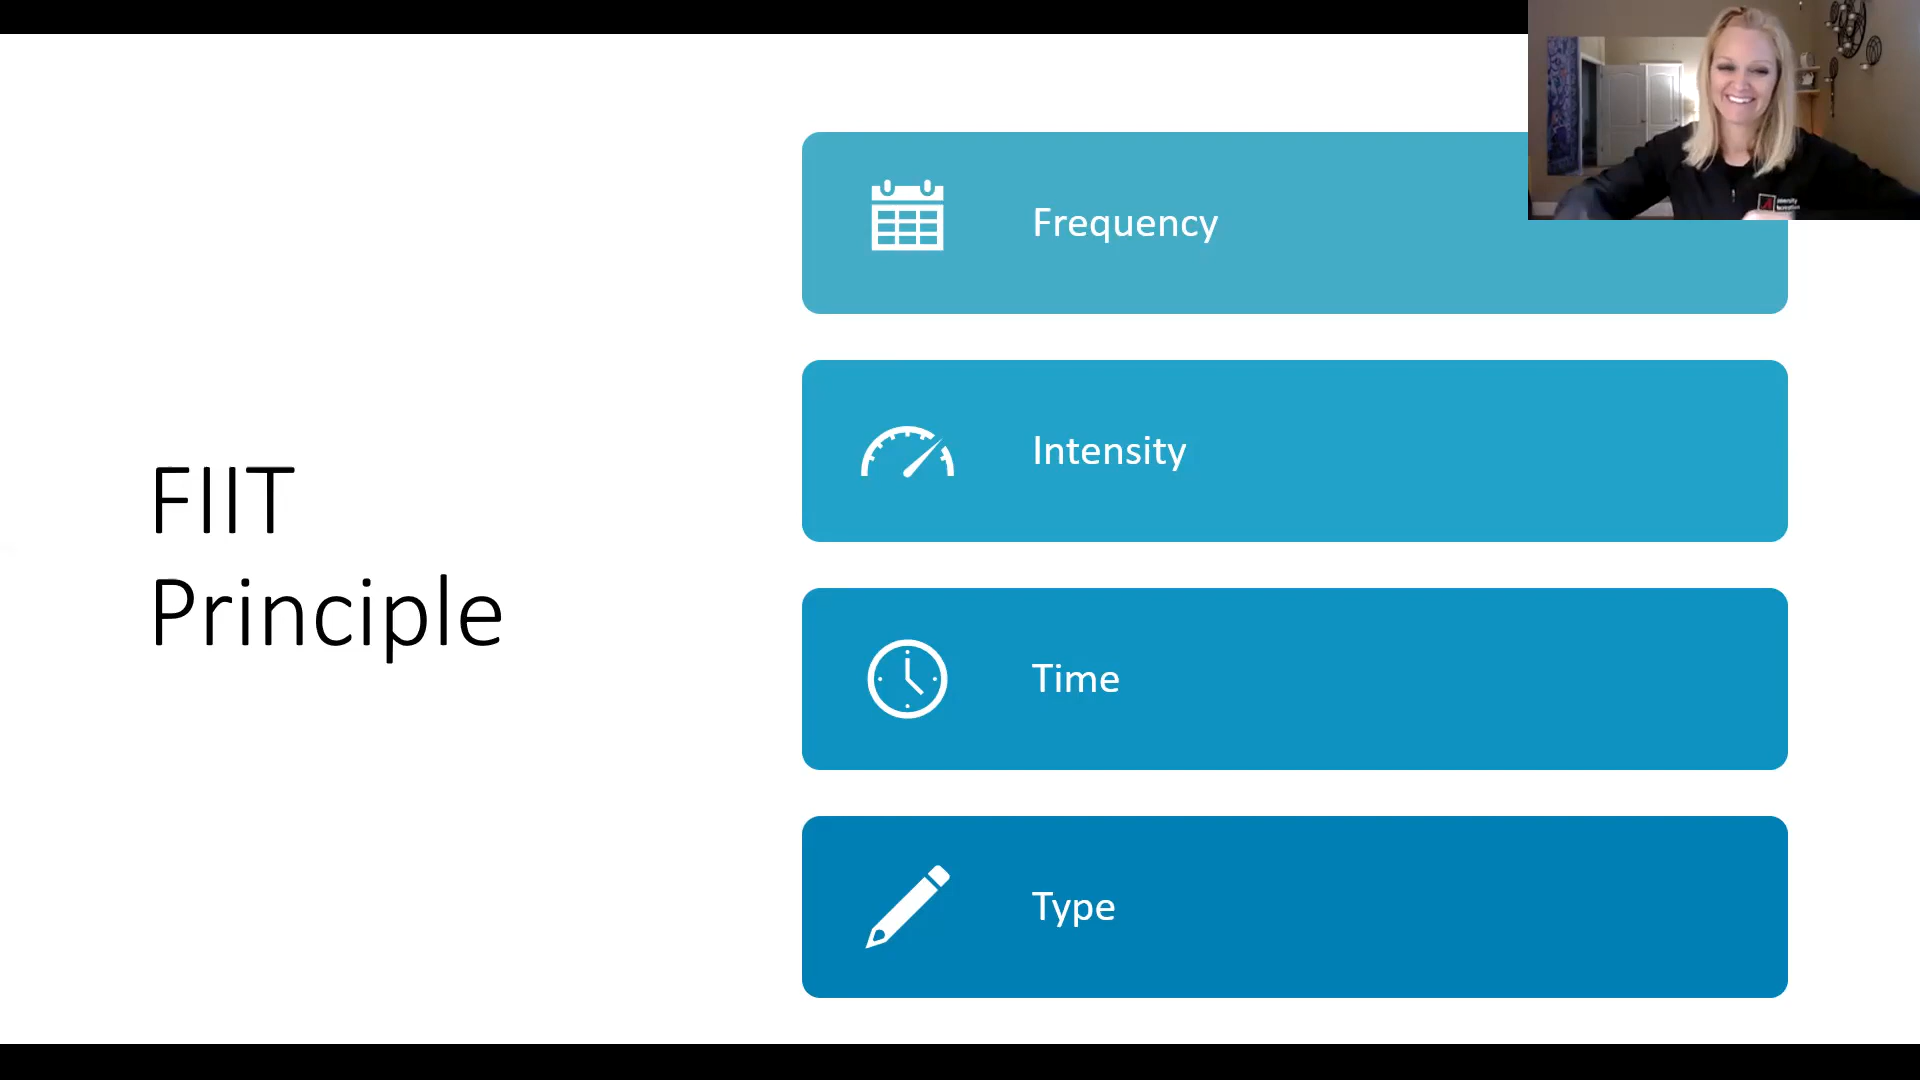 FIIT
Principle
Frequency
Intensity
Time
Type